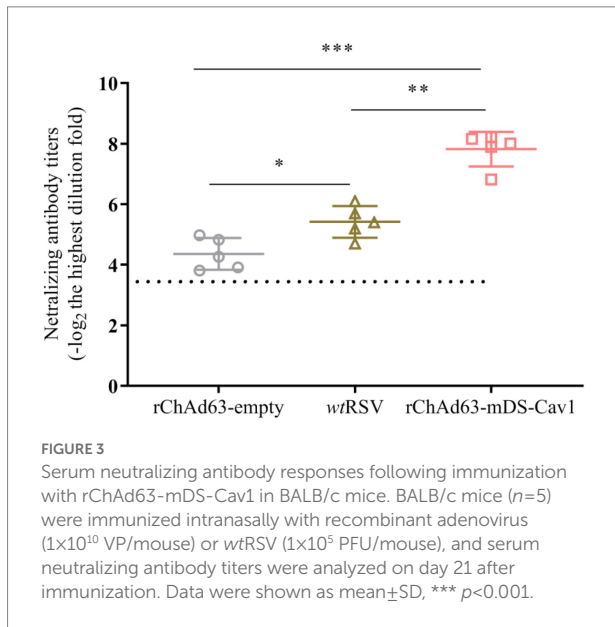 ***
**
*
10
8
6
4
2
0
Netralizing antibody titers
(-log₂ the highest dilution fold)
rChAd63-empty wtRSV rChAd63-mDS-Cav1
FIGURE 3
Serum neutralizing antibody responses following immunization
with rChAd63-mDS-Cav1 in BALB/c mice. BALB/c mice (n=5)
were immunized intranasally with recombinant adenovirus
(1×10¹⁰ VP/mouse) or wtRSV (1×10⁵ PFU/mouse), and serum
neutralizing antibody titers were analyzed on day 21 after
immunization. Data were shown as mean±SD, *** p<0.001.